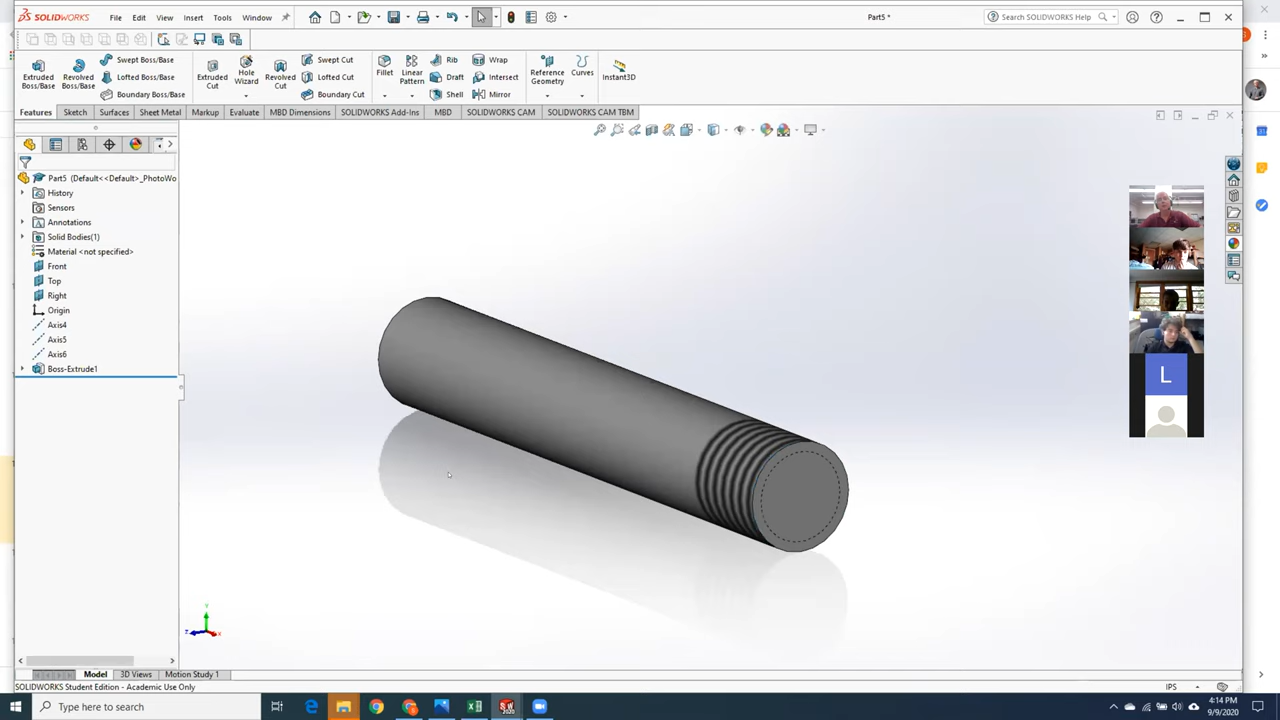 SOLIDWORKS File Edit View Insert Tools Window Part5 * Search SOLIDWORKS Help
Extruded Boss/Base Revolved Boss/Base Swept Boss/Base Lofted Boss/Base Boundary Boss/Base Extruded Cut Hole Wizard Revolved Cut Swept Cut Lofted Cut Boundary Cut Fillet Linear Pattern Rib Draft Shell Wrap Intersect Mirror Reference Geometry Curves Instant3D
Features Sketch Surfaces Sheet Metal Markup Evaluate MBD Dimensions SOLIDWORKS Add-Ins MBD SOLIDWORKS CAM SOLIDWORKS CAM TBM
Part5 (Default<<Default>_PhotoWo
History
Sensors
Annotations
Solid Bodies(1)
Material <not specified>
Front
Top
Right
Origin
Axis4
Axis5
Axis6
Boss-Extrude1
L
Y
Z
X
Model 3D Views Motion Study 1
SOLIDWORKS Student Edition - Academic Use Only IPS
Type here to search
4:14 PM
9/9/2020